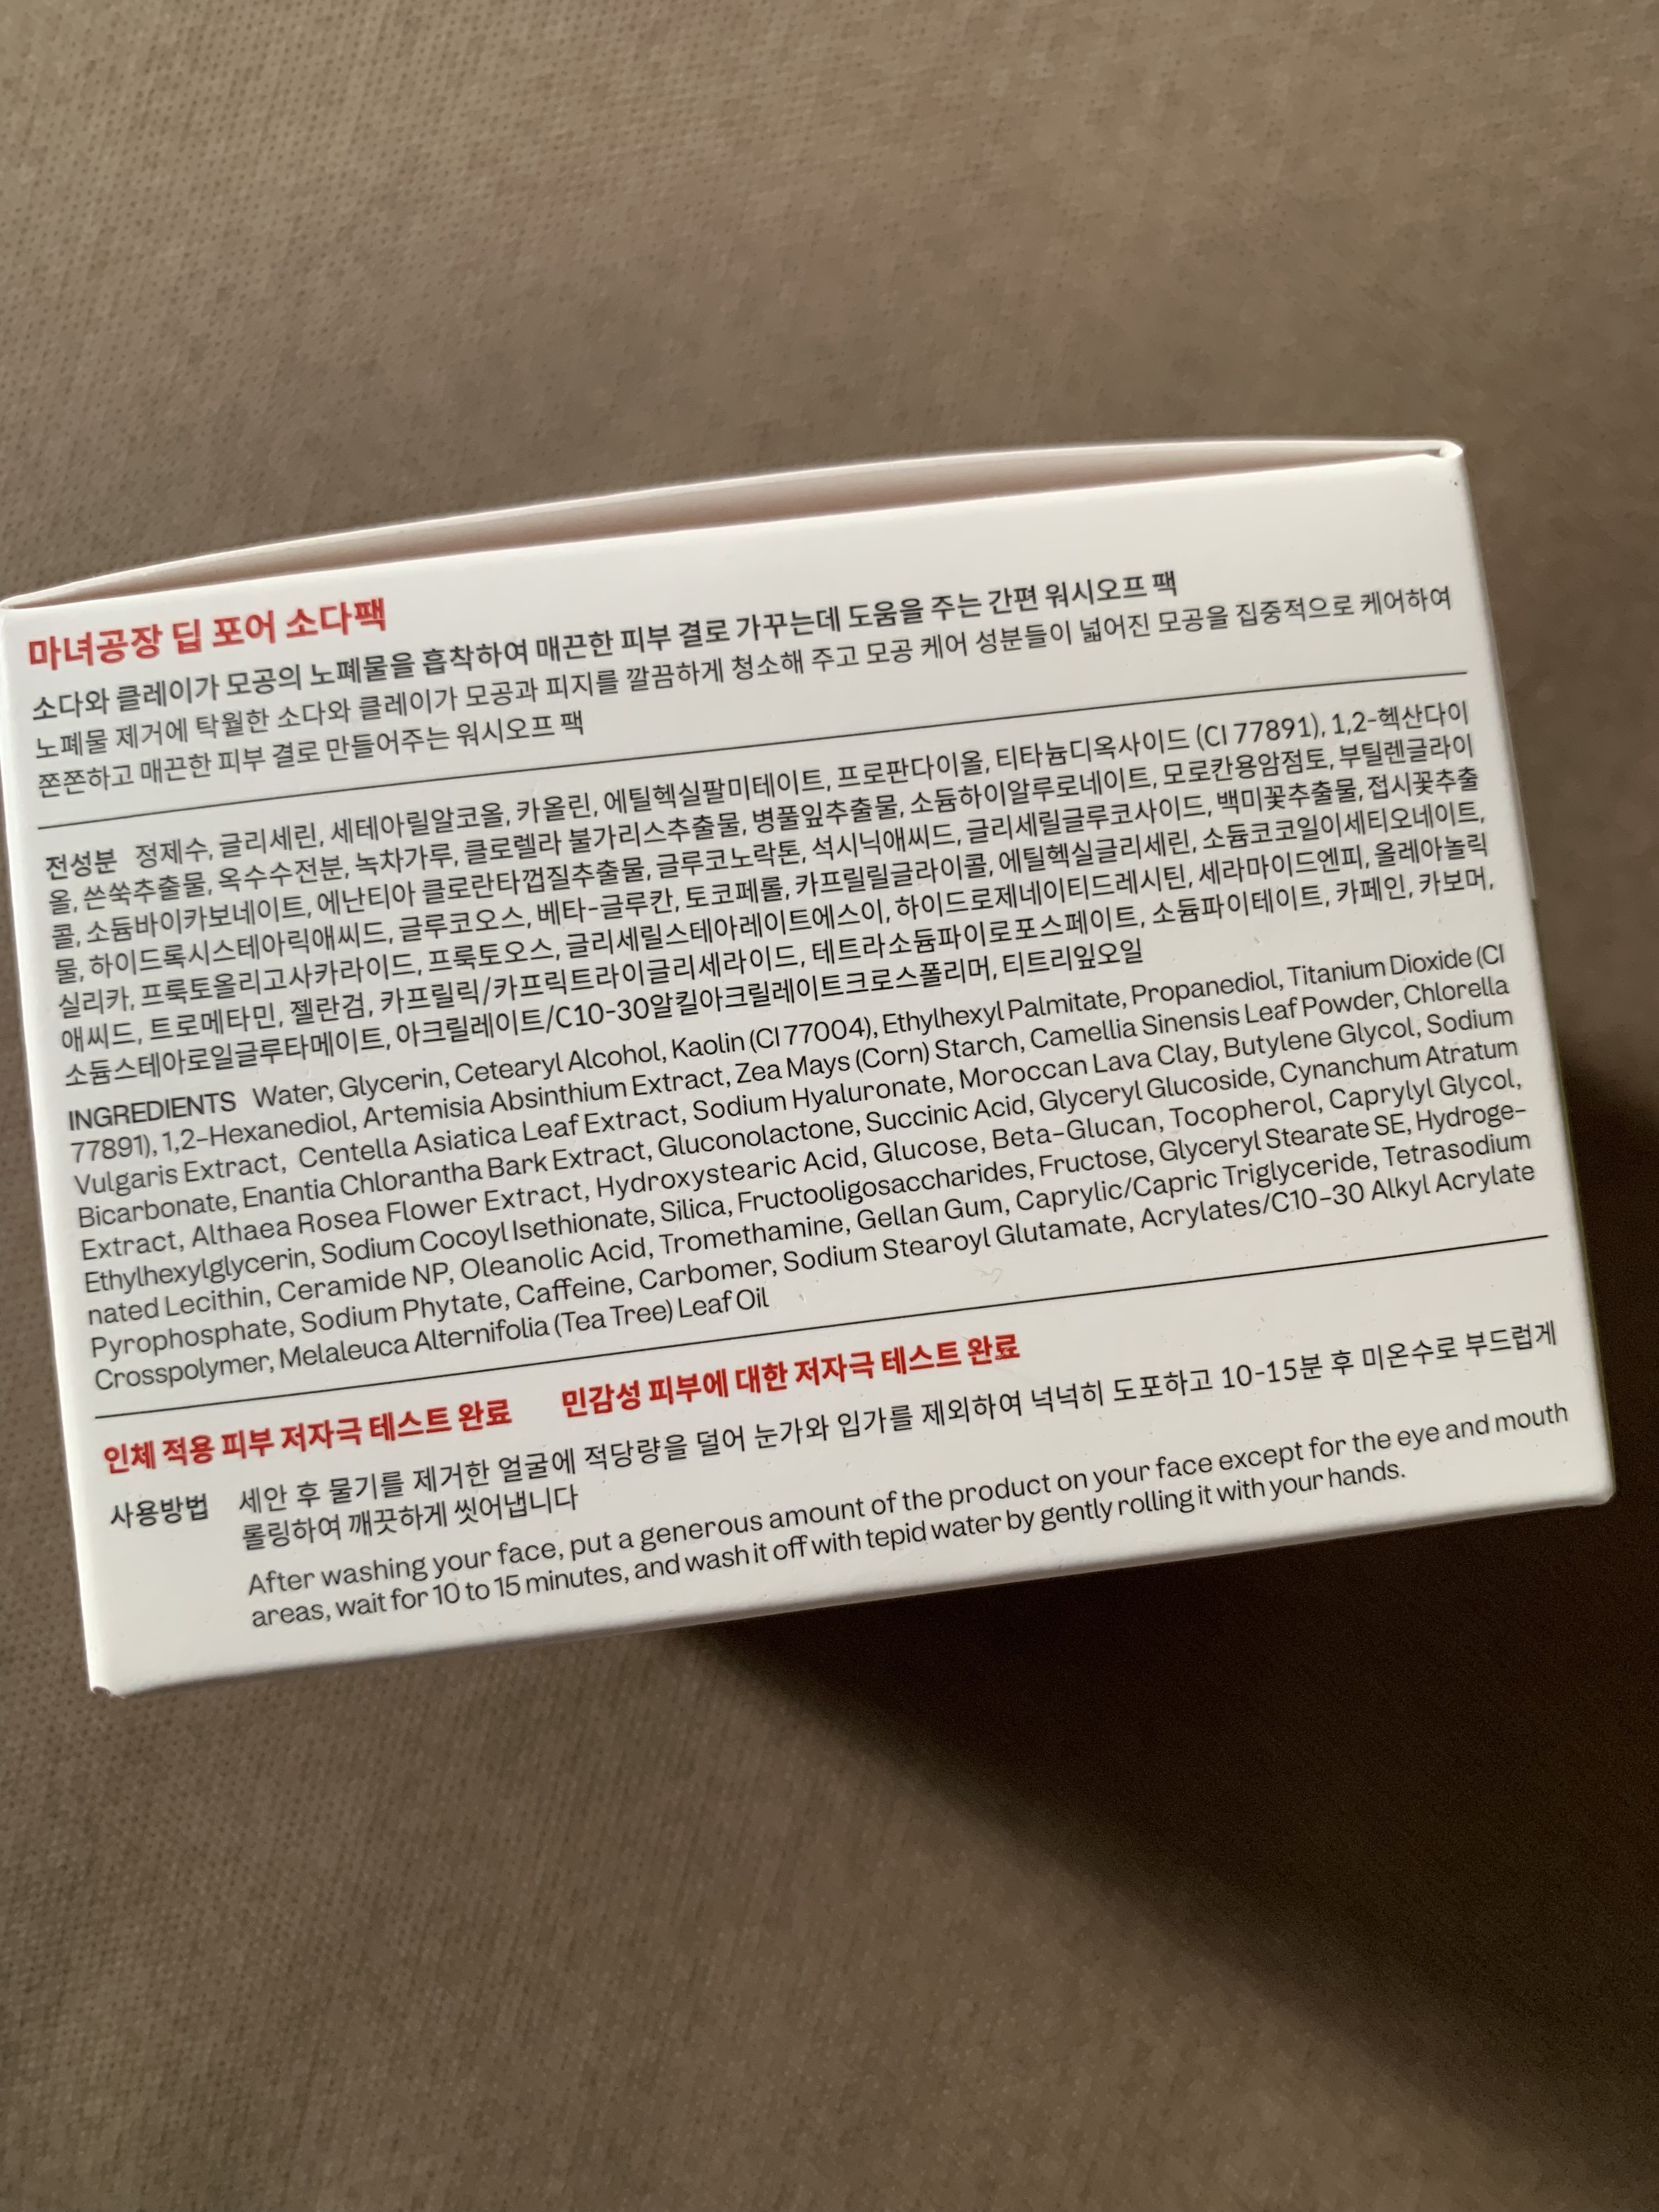 마녀공장 딥 포어 소다팩
소다와 클레이가 모공의 노폐물을 흡착하여 매끈한 피부 결로 가꾸는데 도움을 주는 간편 워시오프 팩
노폐물 제거에 탁월한 소다와 클레이가 모공과 피지를 깔끔하게 청소해 주고 모공 케어 성분들이 넓어진 모공을 집중적으로 케어하여
쫀쫀하고 매끈한 피부 결로 만들어주는 워시오프 팩
전성분 정제수, 글리세린, 세테아릴알코올, 카올린, 에틸헥실팔미테이트, 프로판다이올, 티타늄디옥사이드 (CI 77891), 1,2-헥산다이
올, 쓴쑥추출물, 옥수수전분, 녹차가루, 클로렐라 불가리스추출물, 병풀잎추출물, 소듐하이알루로네이트, 모로칸용암점토, 부틸렌글라이
콜, 소듐바이카보네이트, 에난티아 클로란타껍질추출물, 글루코노락톤, 석시닉애씨드, 글리세릴글루코사이드, 백미꽃추출물, 접시꽃추출
물, 하이드록시스테아릭애씨드, 글루코오스, 베타-글루칸, 토코페롤, 카프릴릴글라이콜, 에틸헥실글리세린, 소듐코코일이세티오네이트,
실리카, 프룩토올리고사카라이드, 프룩토오스, 글리세릴스테아레이트에스이, 하이드로제네이티드레시틴, 세라마이드엔피, 올레아놀릭
애씨드, 트로메타민, 젤란검, 카프릴릭/카프릭트라이글리세라이드, 테트라소듐파이로포스페이트, 소듐파이테이트, 카페인, 카보머,
소듐스테아로일글루타메이트, 아크릴레이트/C10-30알킬아크릴레이트크로스폴리머, 티트리잎오일
INGREDIENTS Water, Glycerin, Cetearyl Alcohol, Kaolin (CI 77004), Ethylhexyl Palmitate, Propanediol, Titanium Dioxide (CI
77891), 1,2-Hexanediol, Artemisia Absinthium Extract, Zea Mays (Corn) Starch, Camellia Sinensis Leaf Powder, Chlorella
Vulgaris Extract, Centella Asiatica Leaf Extract, Sodium Hyaluronate, Moroccan Lava Clay, Butylene Glycol, Sodium
Bicarbonate, Enantia Chlorantha Bark Extract, Gluconolactone, Succinic Acid, Glyceryl Glucoside, Cynanchum Atratum
Extract, Althaea Rosea Flower Extract, Hydroxystearic Acid, Glucose, Beta-Glucan, Tocopherol, Caprylyl Glycol,
Ethylhexylglycerin, Sodium Cocoyl Isethionate, Silica, Fructooligosaccharides, Fructose, Glyceryl Stearate SE, Hydroge-
nated Lecithin, Ceramide NP, Oleanolic Acid, Tromethamine, Gellan Gum, Caprylic/Capric Triglyceride, Tetrasodium
Pyrophosphate, Sodium Phytate, Caffeine, Carbomer, Sodium Stearoyl Glutamate, Acrylates/C10-30 Alkyl Acrylate
Crosspolymer, Melaleuca Alternifolia (Tea Tree) Leaf Oil
인체 적용 피부 저자극 테스트 완료 민감성 피부에 대한 저자극 테스트 완료
사용방법 세안 후 물기를 제거한 얼굴에 적당량을 덜어 눈가와 입가를 제외하여 넉넉히 도포하고 10-15분 후 미온수로 부드럽게
롤링하여 깨끗하게 씻어냅니다
After washing your face, put a generous amount of the product on your face except for the eye and mouth
areas, wait for 10 to 15 minutes, and wash it off with tepid water by gently rolling it with your hands.